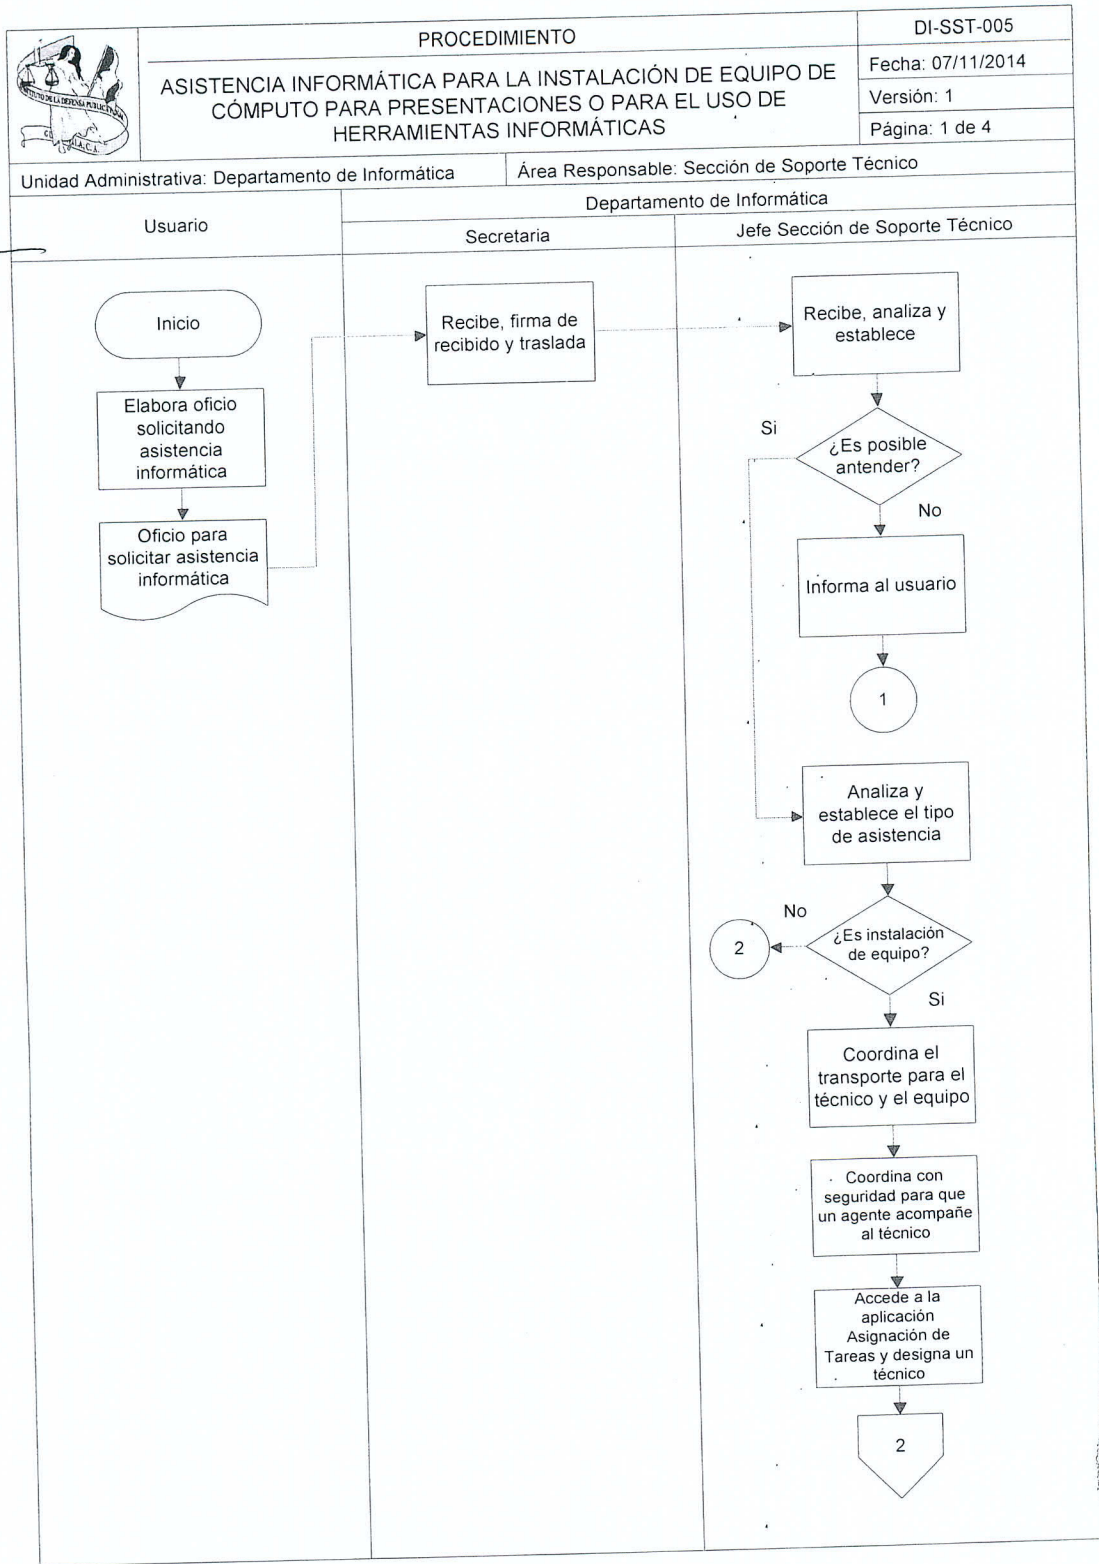 PROCEDIMIENTO
ASISTENCIA INFORMÁTICA PARA LA INSTALACIÓN DE EQUIPO DE
CÓMPUTO PARA PRESENTACIONES O PARA EL USO DE
HERRAMIENTAS INFORMÁTICAS
DI-SST-005
Fecha: 07/11/2014
Versión: 1
Página: 1 de 4
Unidad Administrativa: Departamento de Informática
Área Responsable: Sección de Soporte Técnico
Usuario
Departamento de Informática
Secretaria
Jefe Sección de Soporte Técnico
Inicio
Elabora oficio
solicitando
asistencia
informática
Oficio para
solicitar asistencia
informática
Recibe, firma de
recibido y traslada
Recibe, analiza y
establece
¿Es posible
antender?
Si
No
Informa al usuario
1
Analiza y
establece el tipo
de asistencia
¿Es instalación
de equipo?
No
2
Si
Coordina el
transporte para el
técnico y el equipo
Coordina con
seguridad para que
un agente acompañe
al técnico
Accede a la
aplicación
Asignación de
Tareas y designa un
técnico
2